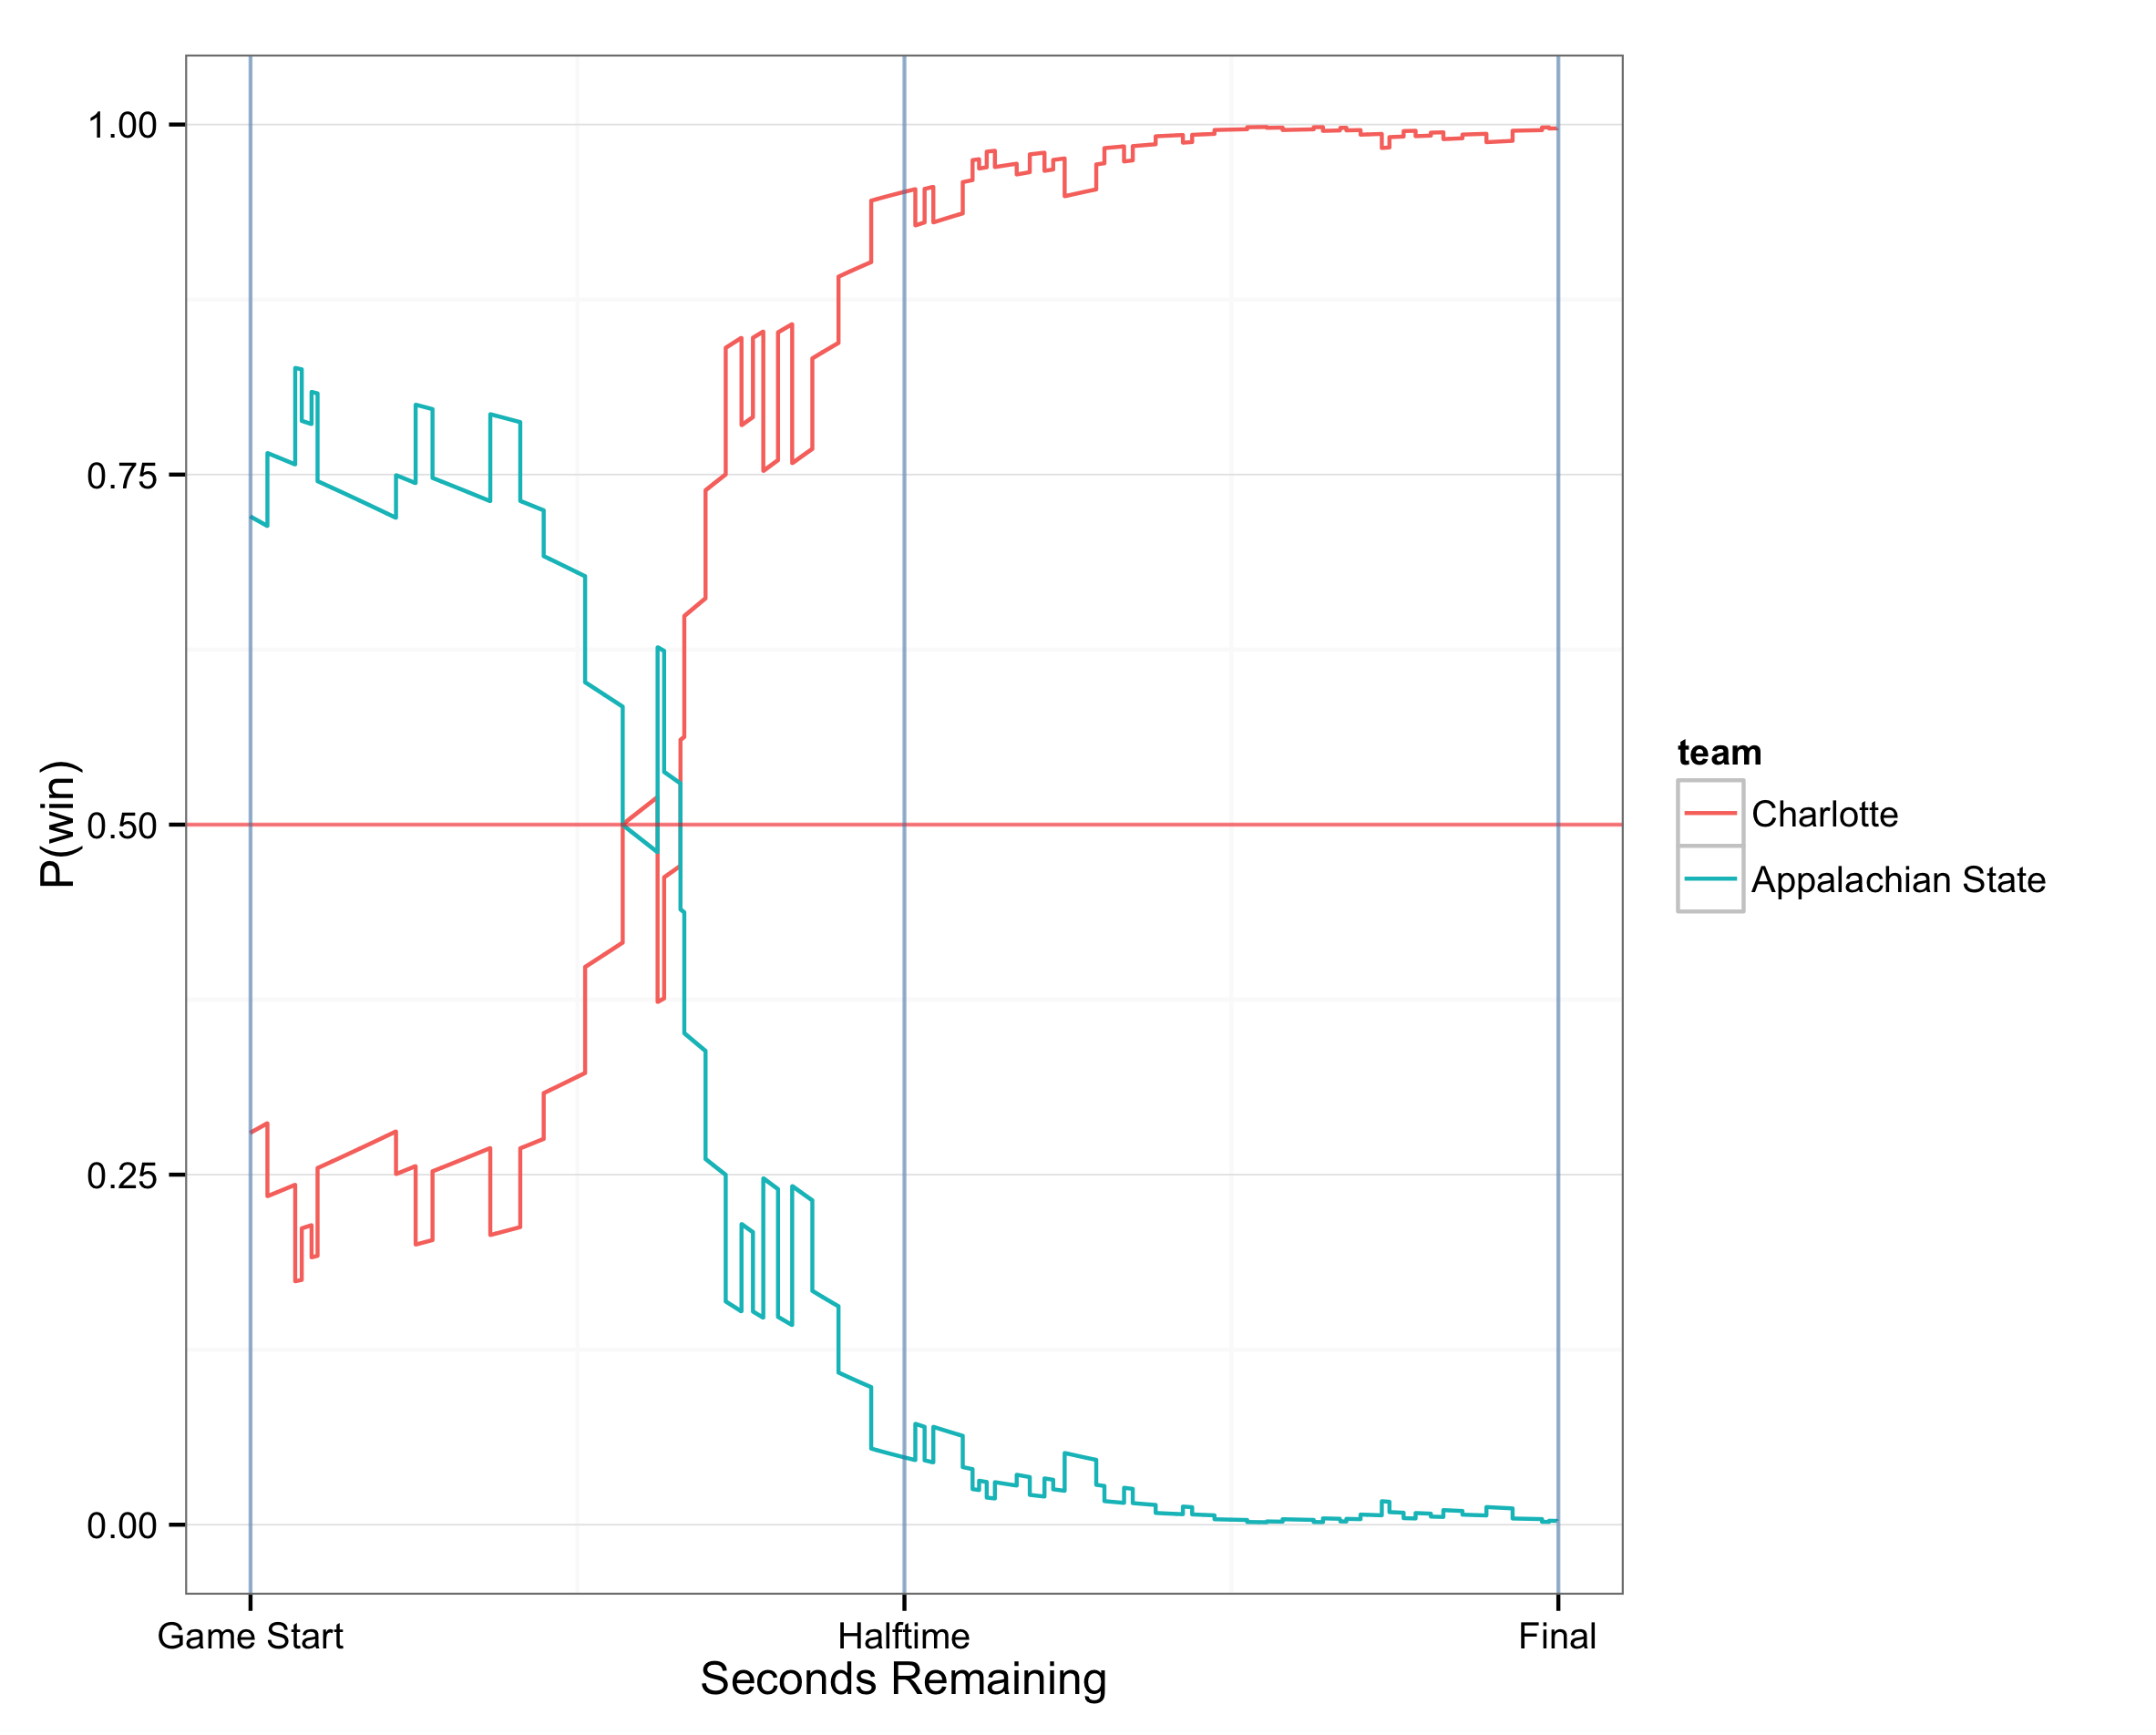 1.00
0.75
0.50
0.25
0.00
P(win)
Game Start
Halftime
Final
Seconds Remaining
team
Charlotte
Appalachian State